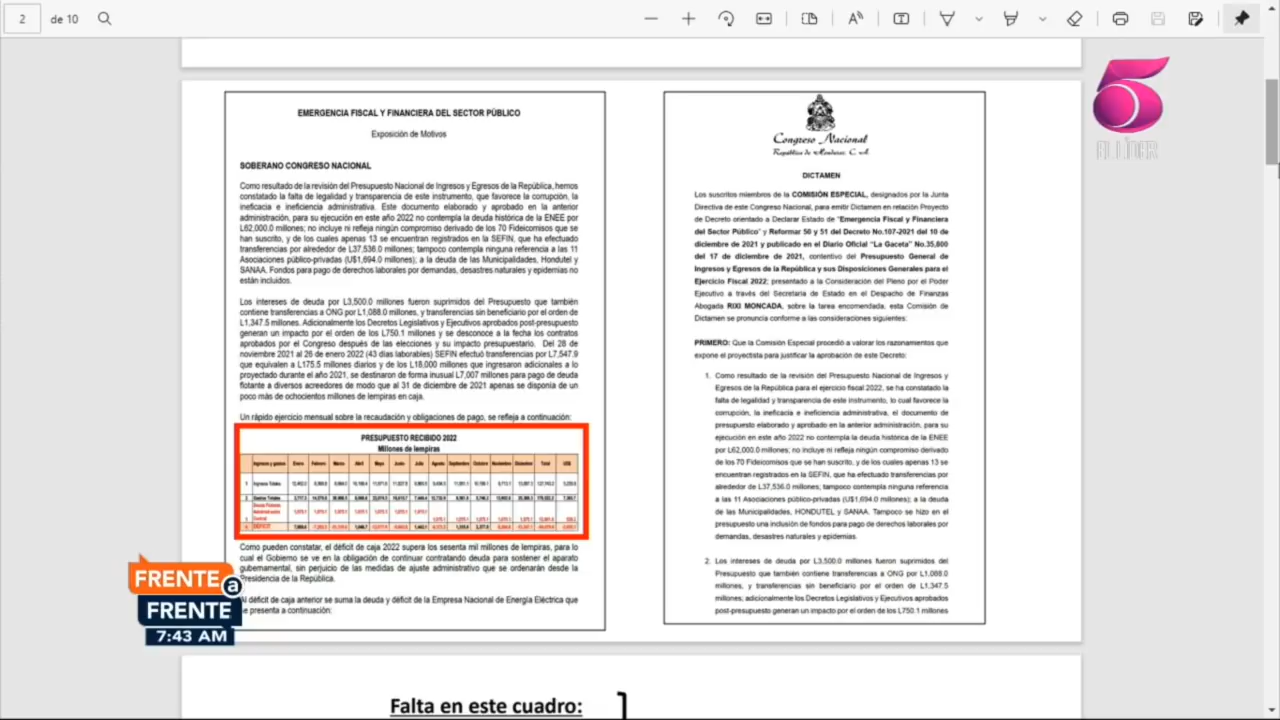 2 de 10
EMERGENCIA FISCAL Y FINANCIERA DEL SECTOR PÚBLICO
Exposición de Motivos
SOBERANO CONGRESO NACIONAL
Como resultado de la revisión del Presupuesto Nacional de Ingresos y Egresos de la República, hemos
constatado la falta de legalidad y transparencia de este instrumento, que favorece la corrupción, la
ineficacia e ineficiencia administrativa. Este documento elaborado y aprobado en la anterior
administración, para su ejecución en este año 2022 no contempla la deuda histórica de la ENEE por
L62,000.0 millones; no incluye ni refleja ningún compromiso derivado de los 70 Fideicomisos que se
han suscrito, y de los cuales apenas 13 se encuentran registrados en la SEFIN, que ha efectuado
transferencias por alrededor de L37,536.0 millones; tampoco contempla ninguna referencia a las 11
Asociaciones público-privadas (U$1,694.0 millones); a la deuda de las Municipalidades, Hondutel y
SANAA. Fondos para pago de derechos laborales por demandas, desastres naturales y epidemias no
están incluidos.
Los intereses de deuda por L3,500.0 millones fueron suprimidos del Presupuesto que también
contiene transferencias a ONG por L1,088.0 millones, y transferencias sin beneficiario por el orden de
L1,347.5 millones. Adicionalmente los Decretos Legislativos y Ejecutivos aprobados post-presupuesto
generan un impacto por el orden de los L750.1 millones y se desconoce a la fecha los contratos
aprobados por el Congreso después de las elecciones y su impacto presupuestario. Del 28 de
noviembre 2021 al 26 de enero 2022 (43 días laborables) SEFIN efectuó transferencias por L7,547.9
que equivalen a L175.5 millones diarios y de los L18,000 millones que ingresaron adicionales a lo
proyectado durante el año 2021, se destinaron de forma inusual L7,007 millones para pago de deuda
flotante a diversos acreedores de modo que al 31 de diciembre de 2021 apenas se disponía de un
poco más de ochocientos millones de lempiras en caja.
Un rápido ejercicio mensual sobre la recaudación y obligaciones de pago, se refleja a continuación:
PRESUPUESTO RECIBIDO 2022
Millones de lempiras
Ingresos y gastos Enero Febrero Marzo Abril Mayo Junio Julio Agosto Septiembre Octubre Noviembre Diciembre Total US$
1 Ingresos Totales
2 Gastos Totales
3 Deuda Flotante Administración Central
4 DÉFICIT
Como pueden constatar, el déficit de caja 2022 supera los sesenta mil millones de lempiras, para lo
cual el Gobierno se ve en la obligación de continuar contratando deuda para sostener el aparato
gubernamental, sin perjuicio de las medidas de ajuste administrativo que se ordenarán desde la
Presidencia de la República.
Al déficit de caja anterior se suma la deuda y déficit de la Empresa Nacional de Energía Eléctrica que
se presenta a continuación:
Congreso Nacional
República de Honduras, C. A.
DICTAMEN
Los suscritos miembros de la COMISIÓN ESPECIAL, designados por la Junta
Directiva de este Congreso Nacional, para emitir Dictamen en relación Proyecto
de Decreto orientado a Declarar Estado de "Emergencia Fiscal y Financiera
del Sector Público" y Reformar 50 y 51 del Decreto No.107-2021 del 10 de
diciembre de 2021 y publicado en el Diario Oficial "La Gaceta" No.35,800
del 17 de diciembre de 2021, contentivo del Presupuesto General de
Ingresos y Egresos de la República y sus Disposiciones Generales para el
Ejercicio Fiscal 2022; presentado a la Consideración del Pleno por el Poder
Ejecutivo a través del Secretaria de Estado en el Despacho de Finanzas
Abogada RIXI MONCADA, sobre la tarea encomendada, esta Comisión de
Dictamen se pronuncia conforme a las consideraciones siguientes:
PRIMERO: Que la Comisión Especial procedió a valorar los razonamientos que
expone el proyectista para justificar la aprobación de este Decreto:
1. Como resultado de la revisión del Presupuesto Nacional de Ingresos y
Egresos de la República para el ejercicio fiscal 2022, se ha constatado la
falta de legalidad y transparencia de este instrumento, lo cual favorece la
corrupción, la ineficacia e ineficiencia administrativa, el documento de
presupuesto elaborado y aprobado en la anterior administración, para su
ejecución en este año 2022 no contempla la deuda histórica de la ENEE
por L62,000.0 millones; no incluye ni refleja ningún compromiso derivado
de los 70 Fideicomisos que se han suscrito, y de los cuales apenas 13 se
encuentran registrados en la SEFIN, que ha efectuado transferencias por
alrededor de L37,536.0 millones; tampoco contempla ninguna referencia
a las 11 Asociaciones público-privadas (U$1,694.0 millones); a la deuda
de las Municipalidades, HONDUTEL y SANAA. Tampoco se hizo en el
presupuesto una inclusión de fondos para pago de derechos laborales por
demandas, desastres naturales y epidemias.
2. Los intereses de deuda por L3,500.0 millones fueron suprimidos del
Presupuesto que también contiene transferencias a ONG por L1,088.0
millones, y transferencias sin beneficiario por el orden de L1,347.5
millones; adicionalmente los Decretos Legislativos y Ejecutivos aprobados
post-presupuesto generan un impacto por el orden de los L750.1 millones
Falta en este cuadro:
5
EL LÍDER
FRENTE
a
FRENTE
7:43 AM